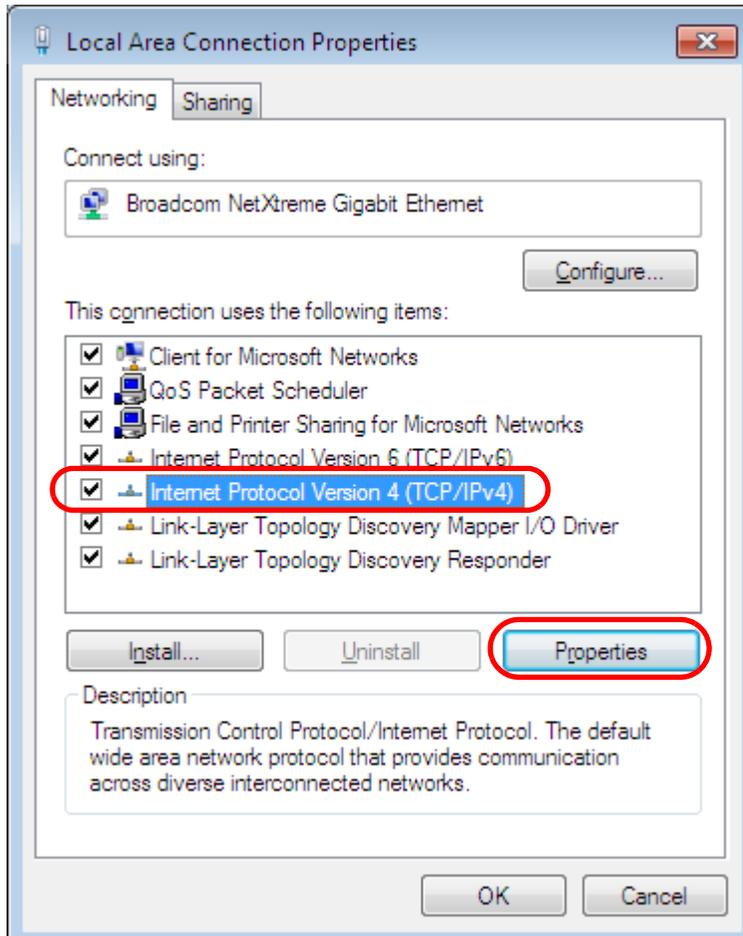 Local Area Connection Properties
Networking
Sharing
Connect using:
Broadcom NetXtreme Gigabit Ethernet
Configure...
This connection uses the following items:
Client for Microsoft Networks
QoS Packet Scheduler
File and Printer Sharing for Microsoft Networks
Internet Protocol Version 6 (TCP/IPv6)
Internet Protocol Version 4 (TCP/IPv4)
Link-Layer Topology Discovery Mapper I/O Driver
Link-Layer Topology Discovery Responder
Install...
Uninstall
Properties
Description
Transmission Control Protocol/Internet Protocol. The default
wide area network protocol that provides communication
across diverse interconnected networks.
OK
Cancel